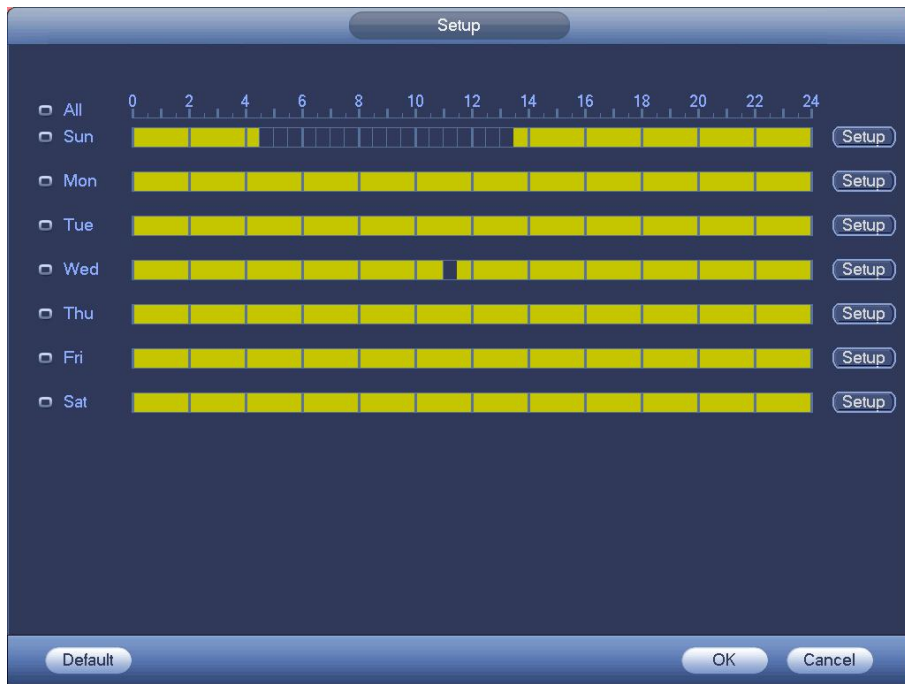 Setup
0 2 4 6 8 10 12 14 16 18 20 22 24
All
Sun Setup
Mon Setup
Tue Setup
Wed Setup
Thu Setup
Fri Setup
Sat Setup
Default OK Cancel